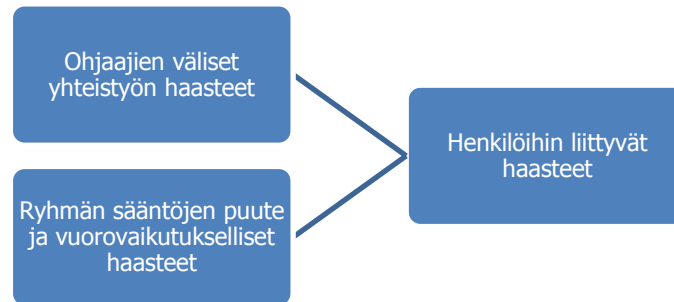 Ohjaajien väliset
yhteistyön haasteet
Ryhmän sääntöjen puute
ja vuorovaikutukselliset
haasteet
Henkilöihin liittyvät
haasteet